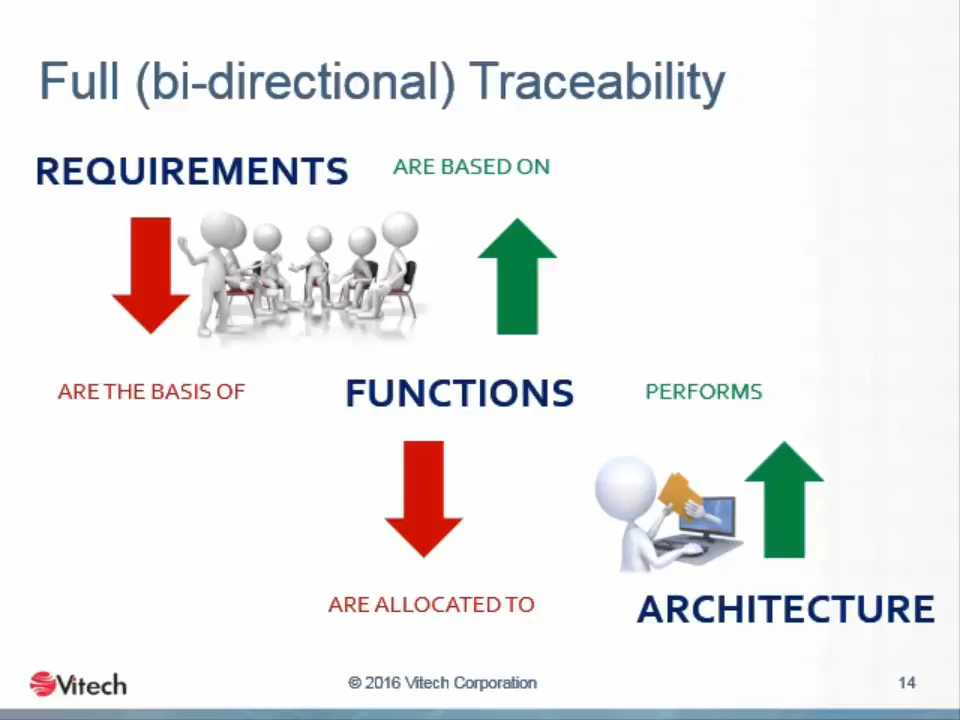 Full (bi-directional) Traceability
REQUIREMENTS ARE BASED ON
ARE THE BASIS OF FUNCTIONS PERFORMS
ARE ALLOCATED TO ARCHITECTURE
Vitech © 2016 Vitech Corporation 14